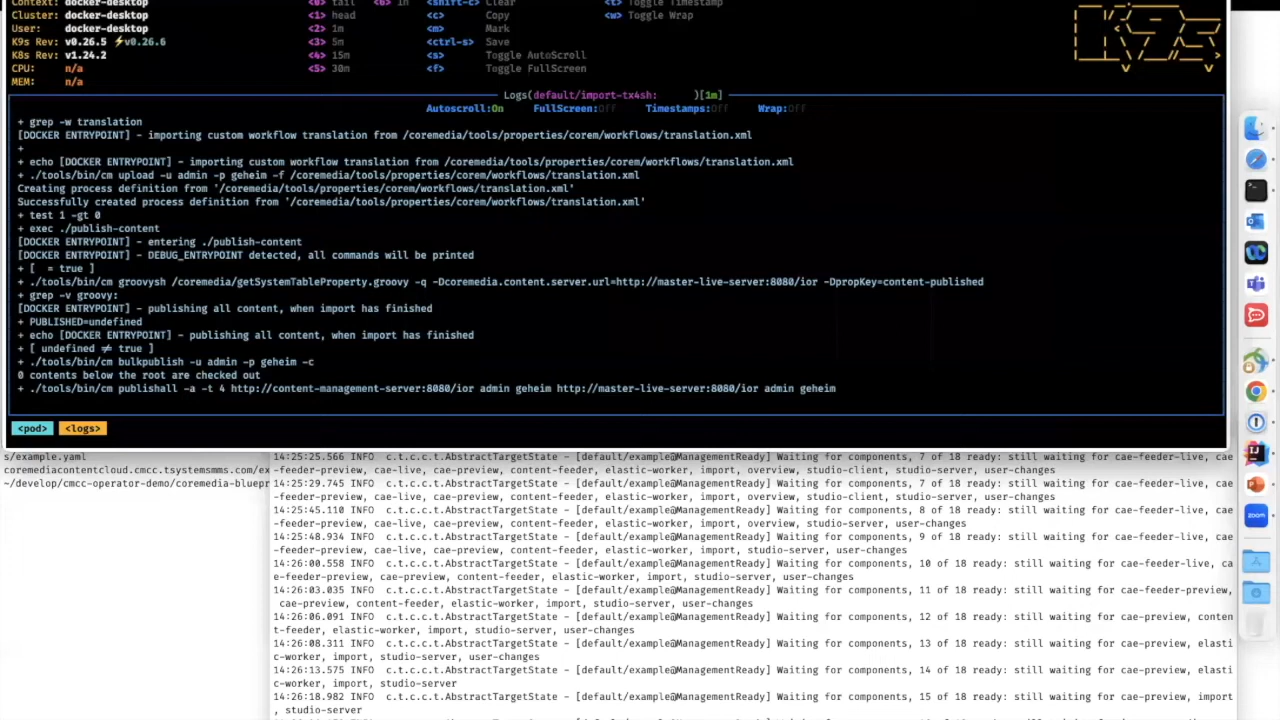 Context: docker-desktop <0> tail <6> 1h <shift-c> Clear <t> Toggle Timestamp
Cluster: docker-desktop <1> head <c> Copy <w> Toggle Wrap
User: docker-desktop <2> 1m <m> Mark
K9s Rev: v0.26.5 ⚡v0.26.6 <3> 5m <ctrl-s> Save
K8s Rev: v1.24.2 <4> 15m <s> Toggle AutoScroll
CPU: n/a <5> 30m <f> Toggle FullScreen
MEM: n/a
Logs(default/import-tx4sh: )[1m]
Autoscroll:On FullScreen:Off Timestamps:Off Wrap:Off
+ grep -w translation
[DOCKER ENTRYPOINT] - importing custom workflow translation from /coremedia/tools/properties/corem/workflows/translation.xml
+
+ echo [DOCKER ENTRYPOINT] - importing custom workflow translation from /coremedia/tools/properties/corem/workflows/translation.xml
+ ./tools/bin/cm upload -u admin -p geheim -f /coremedia/tools/properties/corem/workflows/translation.xml
Creating process definition from '/coremedia/tools/properties/corem/workflows/translation.xml'
Successfully created process definition from '/coremedia/tools/properties/corem/workflows/translation.xml'
+ test 1 -gt 0
+ exec ./publish-content
[DOCKER ENTRYPOINT] - entering ./publish-content
[DOCKER ENTRYPOINT] - DEBUG_ENTRYPOINT detected, all commands will be printed
+ [  = true ]
+ ./tools/bin/cm groovysh /coremedia/getSystemTableProperty.groovy -q -Dcoremedia.content.server.url=http://master-live-server:8080/ior -DpropKey=content-published
+ grep -v groovy:
[DOCKER ENTRYPOINT] - publishing all content, when import has finished
+ PUBLISHED=undefined
+ echo [DOCKER ENTRYPOINT] - publishing all content, when import has finished
+ [ undefined != true ]
+ ./tools/bin/cm bulkpublish -u admin -p geheim -c
0 contents below the root are checked out
+ ./tools/bin/cm publishall -a -t 4 http://content-management-server:8080/ior admin geheim http://master-live-server:8080/ior admin geheim
<pod> <logs>
s/example.yaml
coremediacontentcloud.cmcc.tsystemsmms.com/ex
~/develop/cmcc-operator-demo/coremedia-bluepr
14:25:25.566 INFO  c.t.c.c.t.AbstractTargetState - [default/example@ManagementReady] Waiting for components, 7 of 18 ready: still waiting for cae-feeder-live, cae
-feeder-preview, cae-live, cae-preview, content-feeder, elastic-worker, import, overview, studio-client, studio-server, user-changes
14:25:29.745 INFO  c.t.c.c.t.AbstractTargetState - [default/example@ManagementReady] Waiting for components, 7 of 18 ready: still waiting for cae-feeder-live, cae
-feeder-preview, cae-live, cae-preview, content-feeder, elastic-worker, import, overview, studio-client, studio-server, user-changes
14:25:45.110 INFO  c.t.c.c.t.AbstractTargetState - [default/example@ManagementReady] Waiting for components, 8 of 18 ready: still waiting for cae-feeder-live, cae
-feeder-preview, cae-live, cae-preview, content-feeder, elastic-worker, import, overview, studio-server, user-changes
14:25:48.934 INFO  c.t.c.c.t.AbstractTargetState - [default/example@ManagementReady] Waiting for components, 9 of 18 ready: still waiting for cae-feeder-live, cae
-feeder-preview, cae-live, cae-preview, content-feeder, elastic-worker, import, studio-server, user-changes
14:26:00.558 INFO  c.t.c.c.t.AbstractTargetState - [default/example@ManagementReady] Waiting for components, 10 of 18 ready: still waiting for cae-feeder-live, ca
e-feeder-preview, cae-preview, content-feeder, elastic-worker, import, studio-server, user-changes
14:26:03.035 INFO  c.t.c.c.t.AbstractTargetState - [default/example@ManagementReady] Waiting for components, 11 of 18 ready: still waiting for cae-feeder-preview,
cae-preview, content-feeder, elastic-worker, import, studio-server, user-changes
14:26:06.091 INFO  c.t.c.c.t.AbstractTargetState - [default/example@ManagementReady] Waiting for components, 12 of 18 ready: still waiting for cae-preview, conten
t-feeder, elastic-worker, import, studio-server, user-changes
14:26:08.311 INFO  c.t.c.c.t.AbstractTargetState - [default/example@ManagementReady] Waiting for components, 13 of 18 ready: still waiting for cae-preview, elasti
c-worker, import, studio-server, user-changes
14:26:13.575 INFO  c.t.c.c.t.AbstractTargetState - [default/example@ManagementReady] Waiting for components, 14 of 18 ready: still waiting for cae-preview, elasti
c-worker, import, studio-server
14:26:18.982 INFO  c.t.c.c.t.AbstractTargetState - [default/example@ManagementReady] Waiting for components, 15 of 18 ready: still waiting for cae-preview, import
, studio-server
zoom